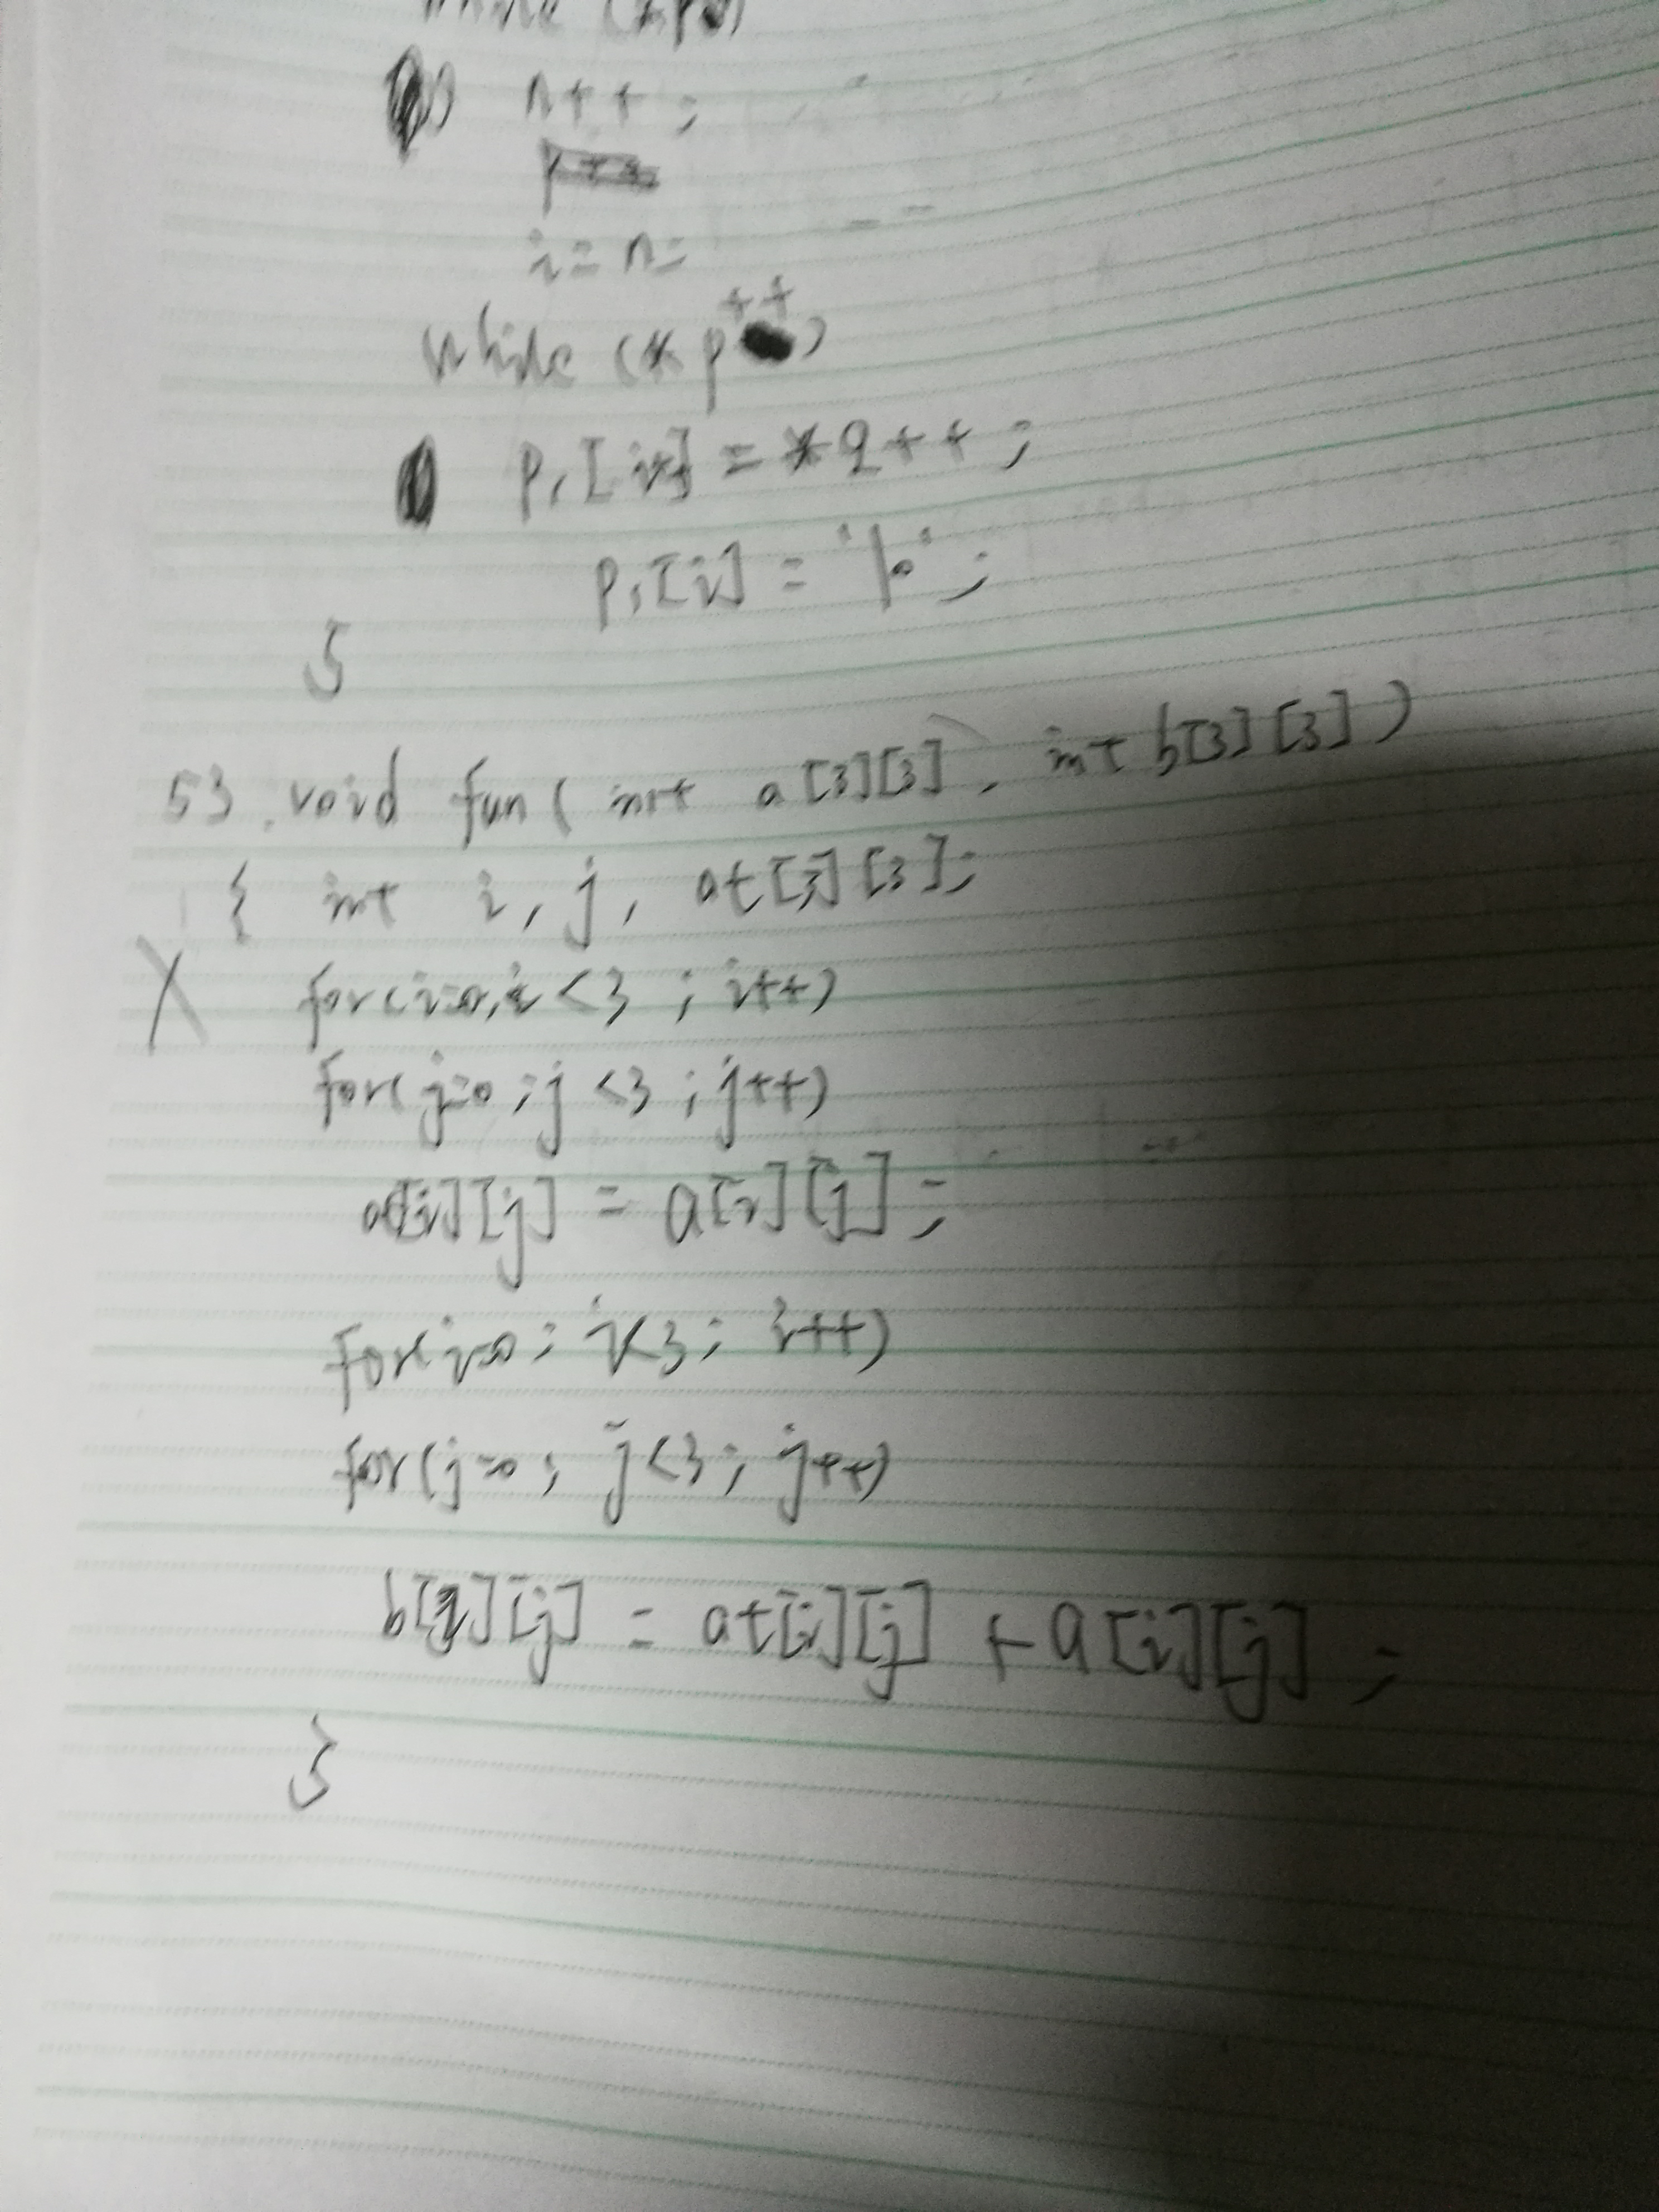 n++;
i=n;
while (*p++)
p1[i] = *2++;
p1[i] = '\0';
}
53. void fun( int a[3][3], int b[3][3])
{ int i, j, at[3][3];
for(i=0;i<3;i++)
for(j=0;j<3;j++)
at[i][j] = a[i][j];
for(i=0; i<3; i++)
for(j=0; j<3; j++)
b[i][j] = at[i][j] + a[i][j];
}